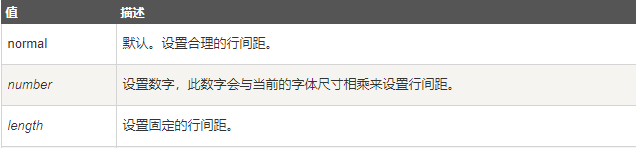 值 描述
normal 默认。设置合理的行间距。
number 设置数字，此数字会与当前的字体尺寸相乘来设置行间距。
length 设置固定的行间距。